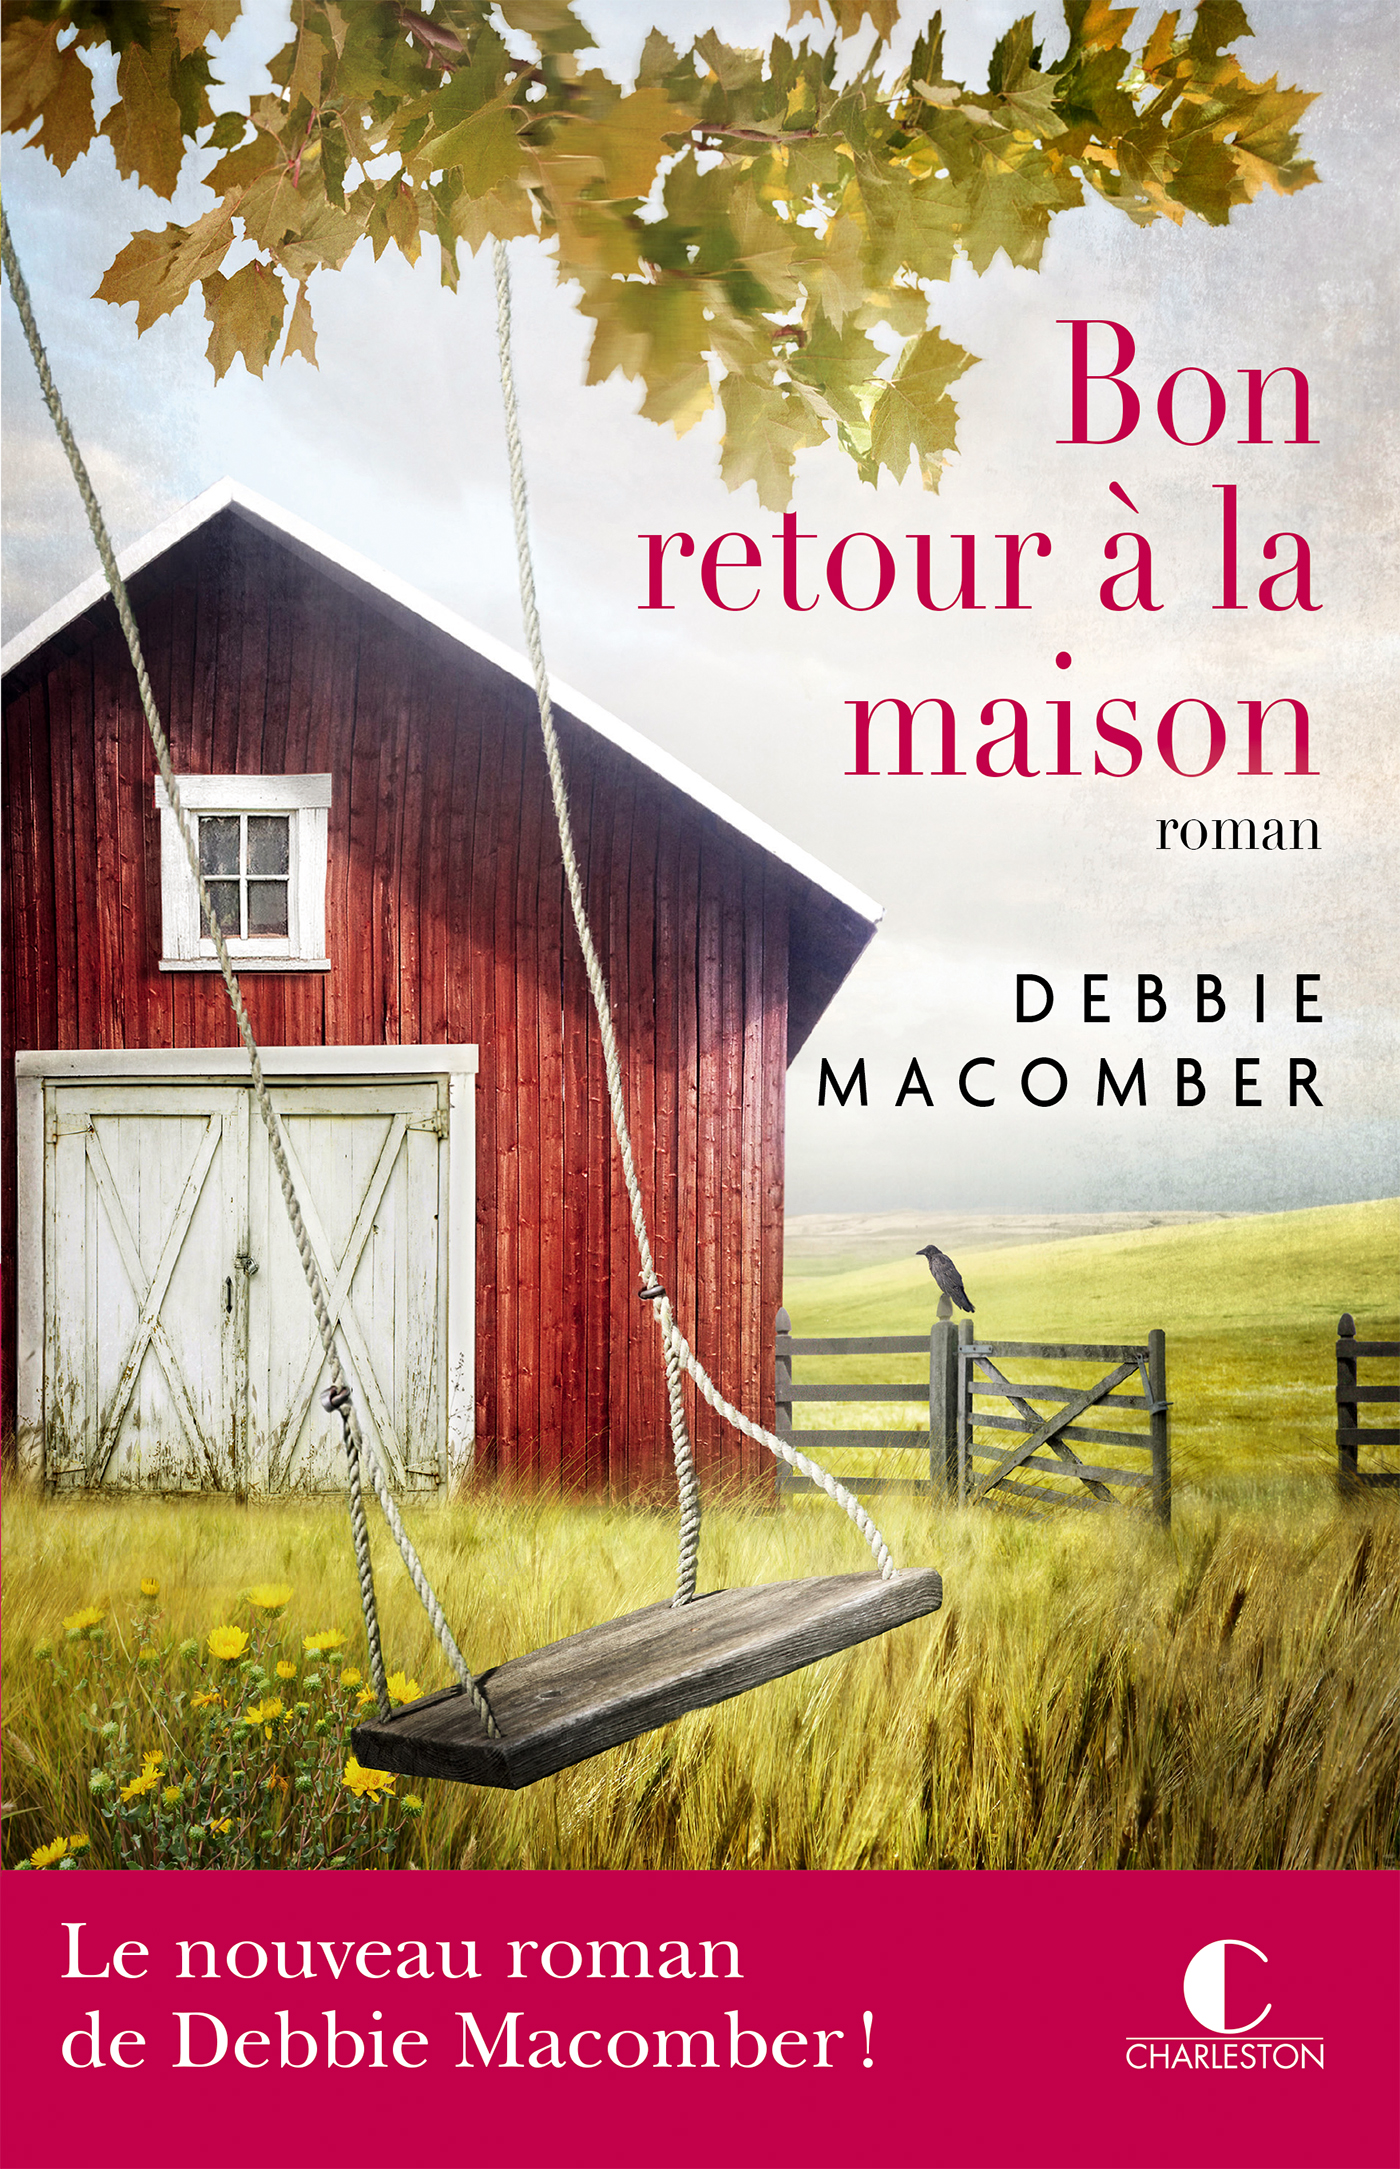 Bon
retour à la
maison
roman
DEBBIE
MACOMBER
Le nouveau roman
de Debbie Macomber !
C
CHARLESTON